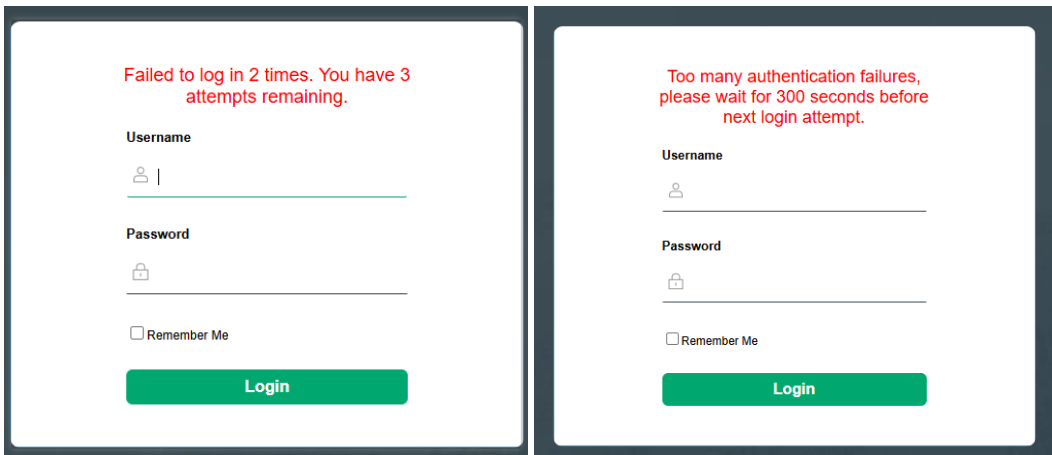 Failed to log in 2 times. You have 3
attempts remaining.
Username
Password
Remember Me
Login
Too many authentication failures,
please wait for 300 seconds before
next login attempt.
Username
Password
Remember Me
Login